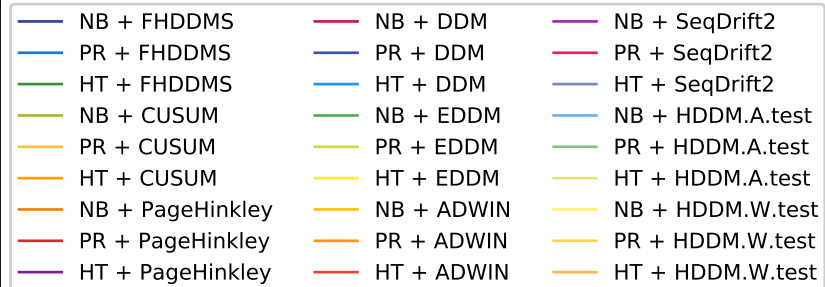 NB + FHDDMS
PR + FHDDMS
HT + FHDDMS
NB + CUSUM
PR + CUSUM
HT + CUSUM
NB + PageHinkley
PR + PageHinkley
HT + PageHinkley
NB + DDM
PR + DDM
HT + DDM
NB + EDDM
PR + EDDM
HT + EDDM
NB + ADWIN
PR + ADWIN
HT + ADWIN
NB + SeqDrift2
PR + SeqDrift2
HT + SeqDrift2
NB + HDDM.A.test
PR + HDDM.A.test
HT + HDDM.A.test
NB + HDDM.W.test
PR + HDDM.W.test
HT + HDDM.W.test